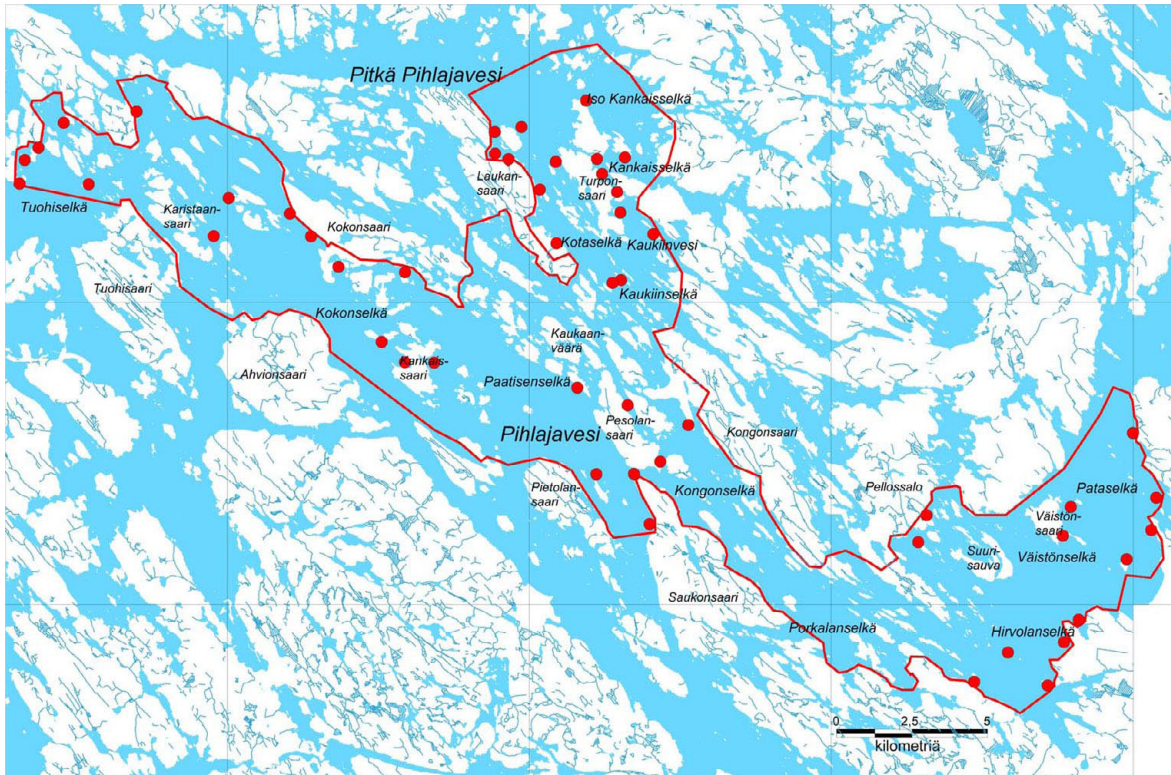 Pitkä Pihlajavesi
Iso Kankaisselkä
Kankaisselkä
Laukan-
saari
Turpon-
saari
Tuohiselkä
Karistaan-
saari
Kokonsaari
Kotaselkä
Kaukiinvesi
Tuohisaari
Kaukiinselkä
Kokonselkä
Kaukaan-
väärä
Ahvionsaari
Kankais-
saari
Paatisenselkä
Pesolan-
saari
Pihlajavesi
Kongonsaari
Pietolan-
saari
Kongonselkä
Pellossalo
Pataselkä
Väistön-
saari
Suuri-
sauva
Väistönselkä
Saukonsaari
Porkalanselkä
Hirvolanselkä
0 2,5 5
kilometriä